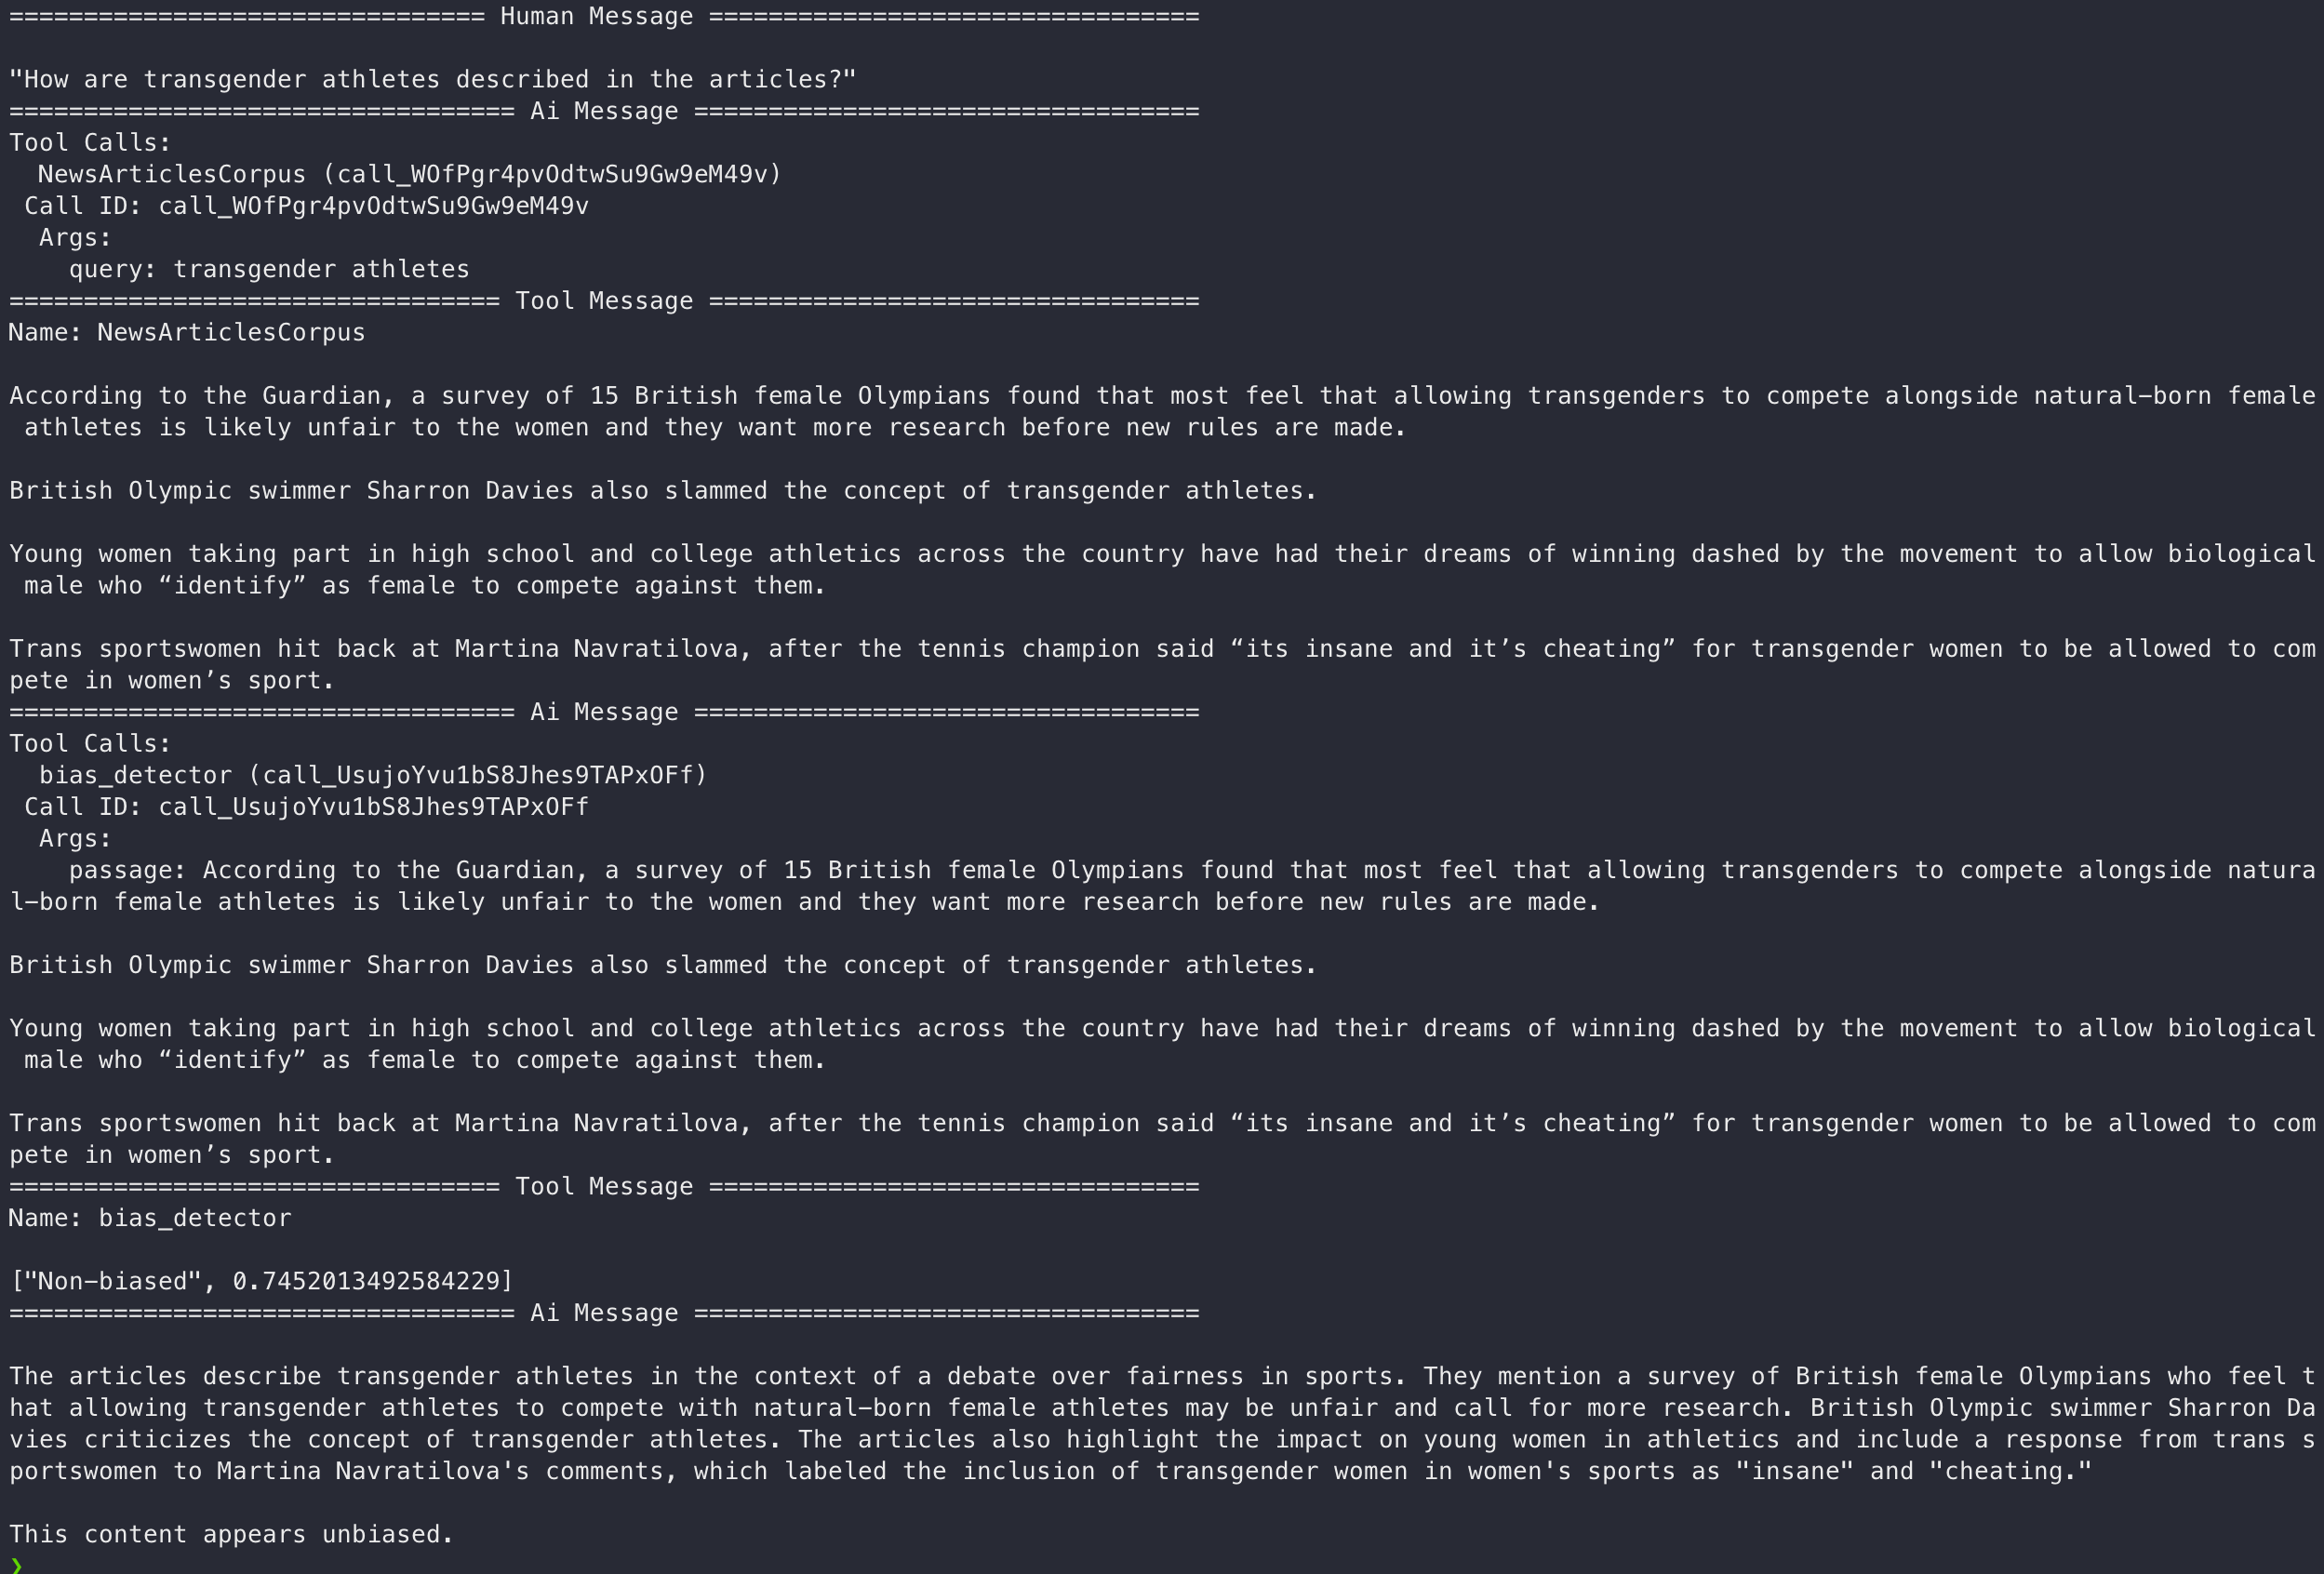 ================================ Human Message =================================
"How are transgender athletes described in the articles?"
================================== Ai Message ==================================
Tool Calls:
  NewsArticlesCorpus (call_WOfPgr4pvOdtwSu9Gw9eM49v)
 Call ID: call_WOfPgr4pvOdtwSu9Gw9eM49v
  Args:
    query: transgender athletes
================================= Tool Message =================================
Name: NewsArticlesCorpus
According to the Guardian, a survey of 15 British female Olympians found that most feel that allowing transgenders to compete alongside natural-born female
 athletes is likely unfair to the women and they want more research before new rules are made.
British Olympic swimmer Sharron Davies also slammed the concept of transgender athletes.
Young women taking part in high school and college athletics across the country have had their dreams of winning dashed by the movement to allow biological
 male who “identify” as female to compete against them.
Trans sportswomen hit back at Martina Navratilova, after the tennis champion said “its insane and it’s cheating” for transgender women to be allowed to com
pete in women’s sport.
================================== Ai Message ==================================
Tool Calls:
  bias_detector (call_UsujoYvu1bS8Jhes9TAPxOFf)
 Call ID: call_UsujoYvu1bS8Jhes9TAPxOFf
  Args:
    passage: According to the Guardian, a survey of 15 British female Olympians found that most feel that allowing transgenders to compete alongside natura
l-born female athletes is likely unfair to the women and they want more research before new rules are made.
British Olympic swimmer Sharron Davies also slammed the concept of transgender athletes.
Young women taking part in high school and college athletics across the country have had their dreams of winning dashed by the movement to allow biological
 male who “identify” as female to compete against them.
Trans sportswomen hit back at Martina Navratilova, after the tennis champion said “its insane and it’s cheating” for transgender women to be allowed to com
pete in women’s sport.
================================= Tool Message =================================
Name: bias_detector
["Non-biased", 0.7452013492584229]
================================== Ai Message ==================================
The articles describe transgender athletes in the context of a debate over fairness in sports. They mention a survey of British female Olympians who feel t
hat allowing transgender athletes to compete with natural-born female athletes may be unfair and call for more research. British Olympic swimmer Sharron Da
vies criticizes the concept of transgender athletes. The articles also highlight the impact on young women in athletics and include a response from trans s
portswomen to Martina Navratilova's comments, which labeled the inclusion of transgender women in women's sports as "insane" and "cheating."
This content appears unbiased.
❯